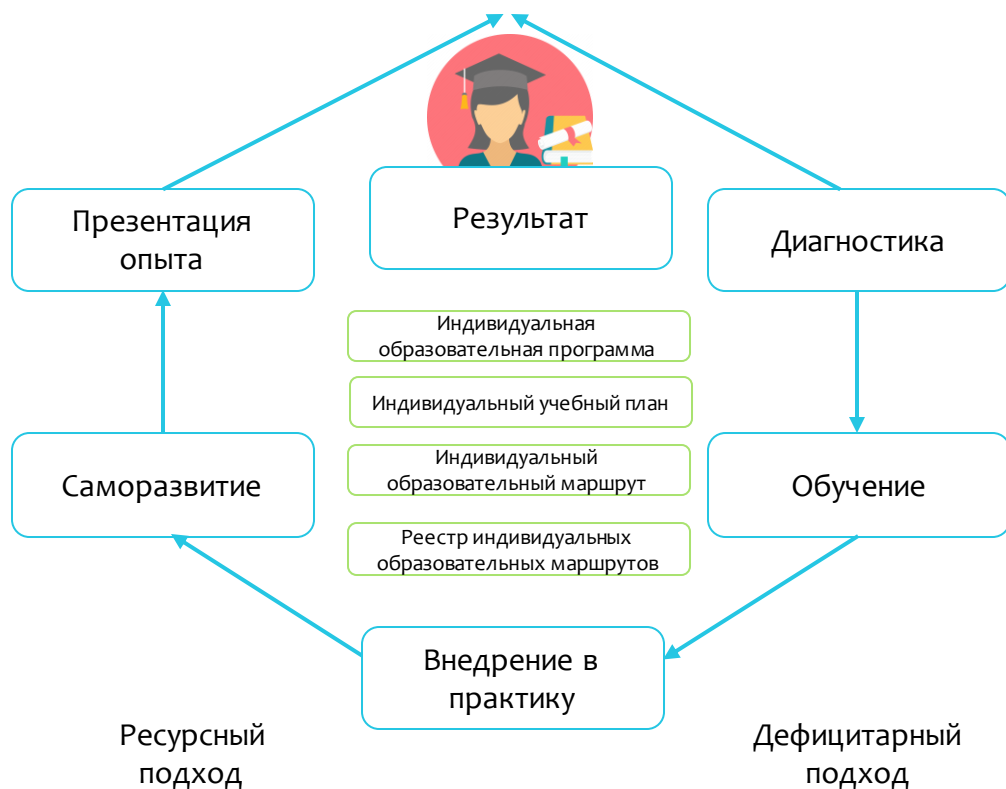 Презентация
опыта
Результат
Диагностика
Индивидуальная
образовательная программа
Индивидуальный учебный план
Индивидуальный
образовательный маршрут
Реестр индивидуальных
образовательных маршрутов
Саморазвитие
Обучение
Внедрение в
практику
Ресурсный
подход
Дефицитарный
подход